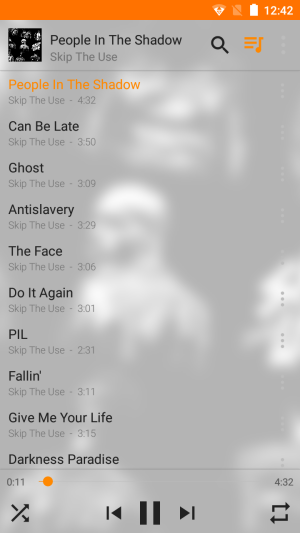 12:42
People In The Shadow
Skip The Use
People In The Shadow
Skip The Use - 4:32
Can Be Late
Skip The Use - 3:50
Ghost
Skip The Use - 3:09
Antislavery
Skip The Use - 3:29
The Face
Skip The Use - 3:06
Do It Again
Skip The Use - 3:01
PIL
Skip The Use - 2:31
Fallin'
Skip The Use - 3:11
Give Me Your Life
Skip The Use - 3:15
Darkness Paradise
0:11
4:32